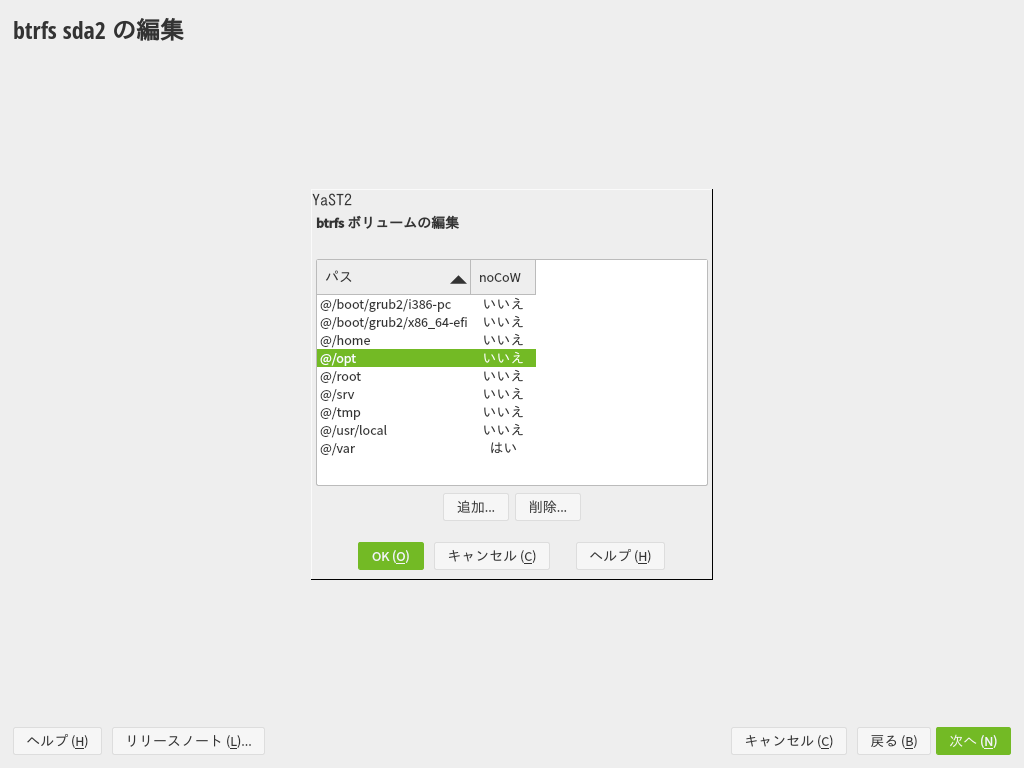 btrfs sda2 の編集
YaST2
btrfs ボリュームの編集
パス noCoW
@/boot/grub2/i386-pc いいえ
@/boot/grub2/x86_64-efi いいえ
@/home いいえ
@/opt いいえ
@/root いいえ
@/srv いいえ
@/tmp いいえ
@/usr/local いいえ
@/var はい
追加... 削除...
OK (O) キャンセル (C) ヘルプ (H)
ヘルプ (H) リリースノート (L)... キャンセル (C) 戻る (B) 次へ (N)